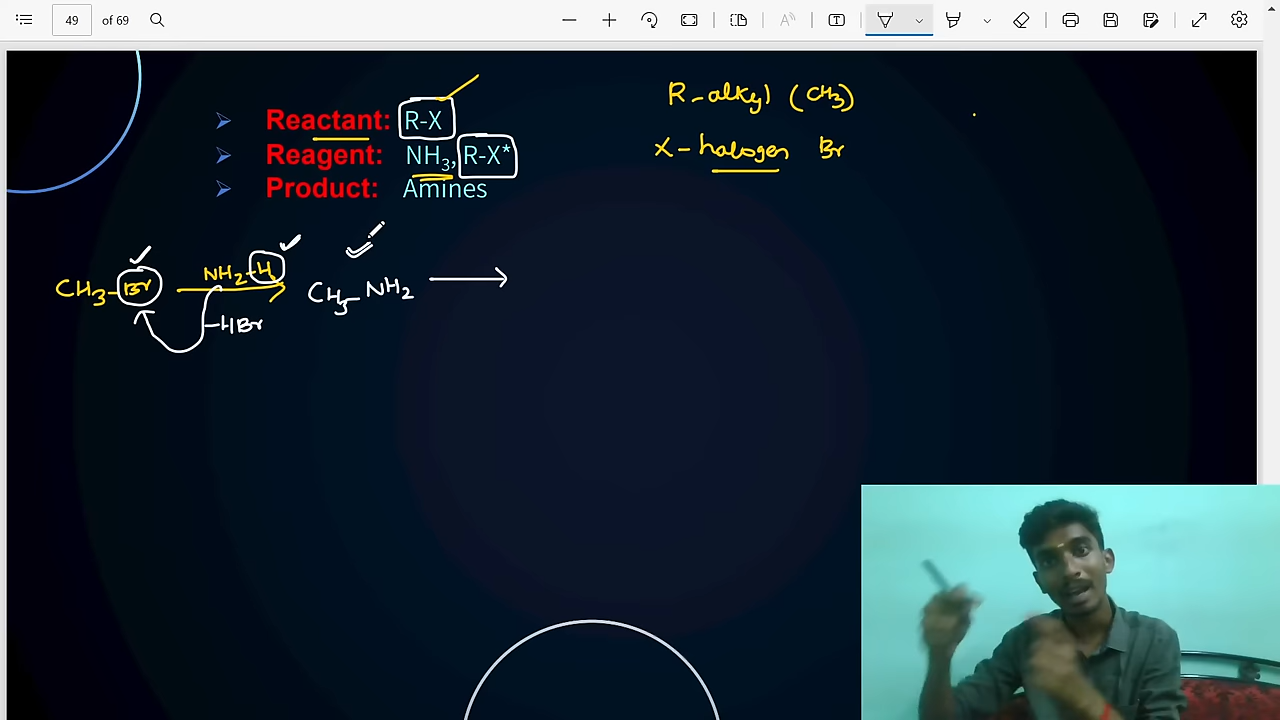 49 of 69
R-alkyl (CH3)
Reactant: R-X
X-halogen Br
Reagent: NH3, R-X*
Product: Amines
CH3-Br NH2-H CH3-NH2
-HBr